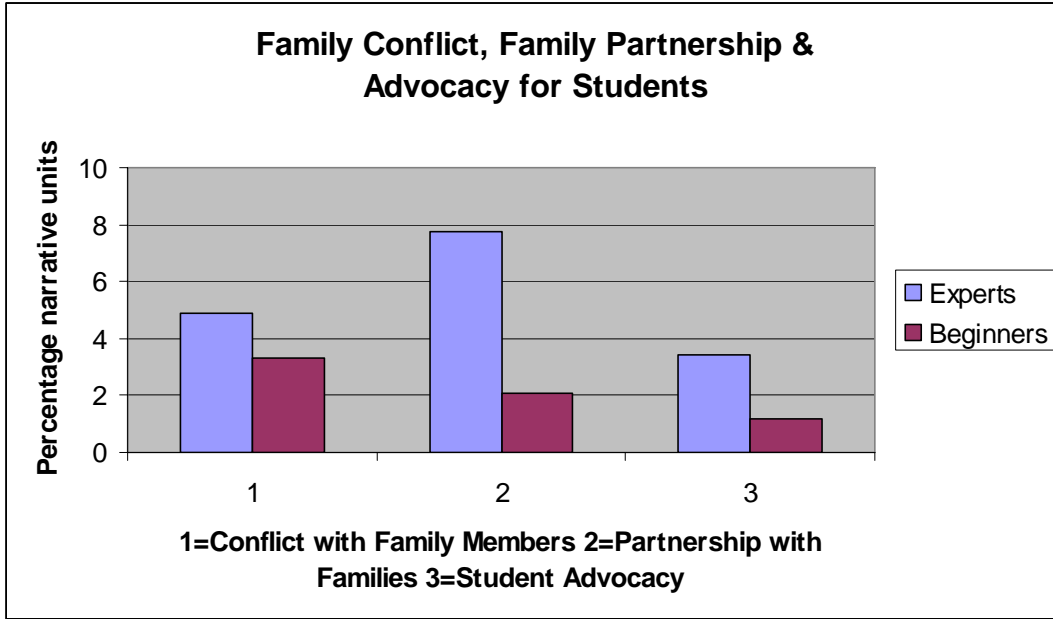 Family Conflict, Family Partnership &
Advocacy for Students
Percentage narrative units
10
8
6
4
2
0
1
2
3
Experts
Beginners
1=Conflict with Family Members 2=Partnership with
Families 3=Student Advocacy